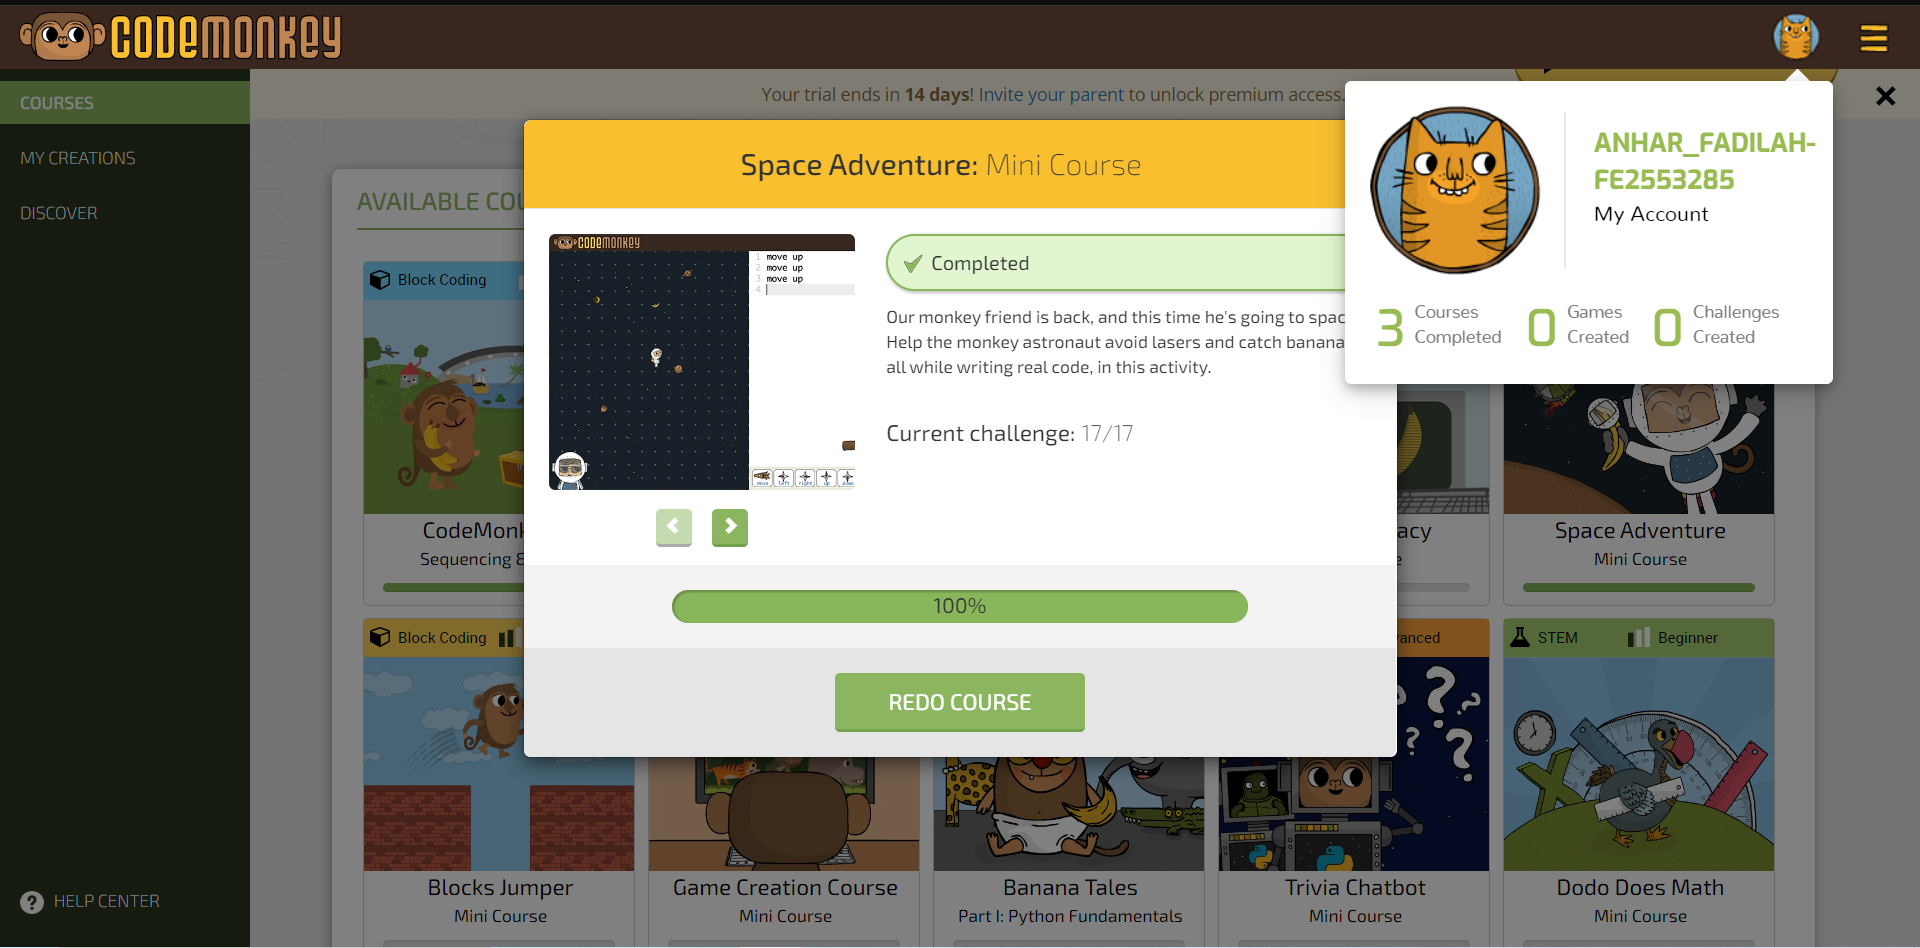 CODEMONKEY
COURSES
MY CREATIONS
DISCOVER
HELP CENTER
Your trial ends in 14 days! Invite your parent to unlock premium access.
AVAILABLE
Space Adventure: Mini Course
CODEMONKEY
1 move up
2 move up
3 move up
4
move left right up down
Completed
Our monkey friend is back, and this time he's going to
Help the monkey astronaut avoid lasers and catch
all while writing real code, in this activity.
Current challenge: 17/17
100%
REDO COURSE
ANHAR_FADILAH-
FE2553285
My Account
3 Courses Completed
0 Games Created
0 Challenges Created
Block Coding
Sequencing
Space Adventure
Mini Course
Block Coding
STEM Beginner
Blocks Jumper
Mini Course
Game Creation Course
Mini Course
Banana Tales
Part I: Python Fundamentals
Trivia Chatbot
Mini Course
Dodo Does Math
Mini Course